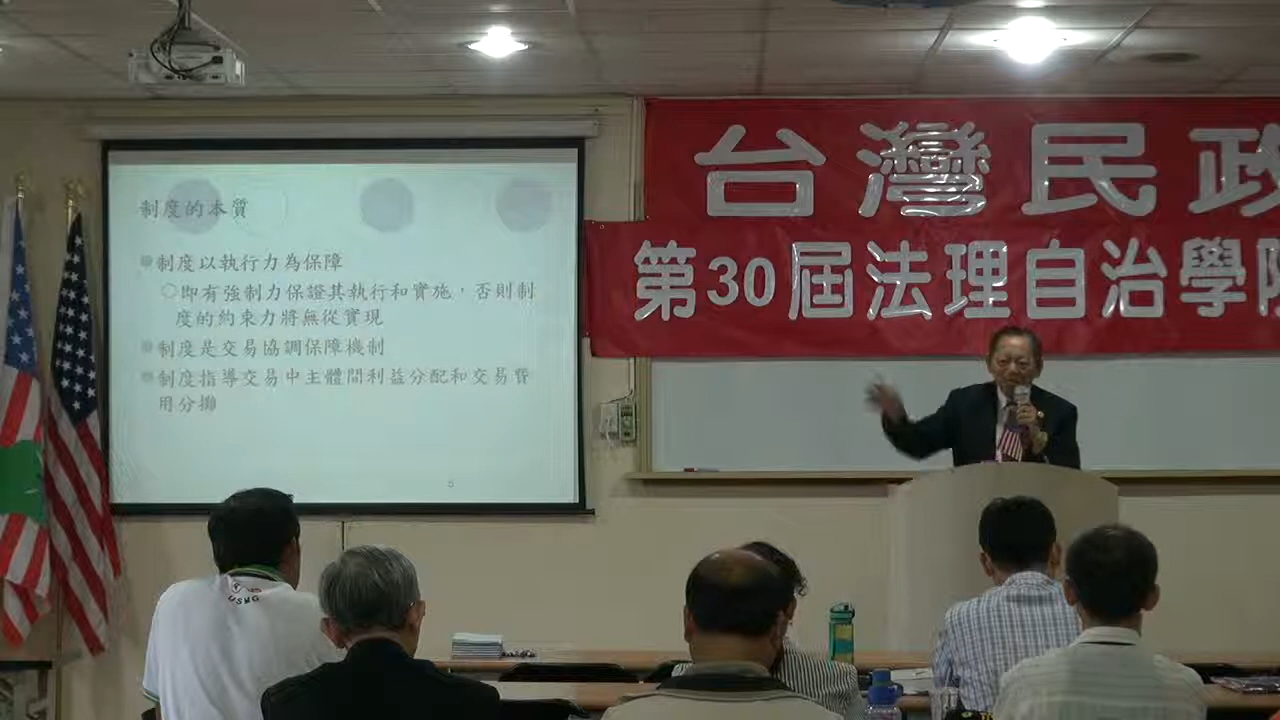 制度的本質
制度以執行力為保障
即有強制力保證其執行和實施，否則制
度的約束力將無從實現
制度是交易協調保障機制
制度指導交易中主體間利益分配和交易費
用分攤
台灣民政
第30屆法理自治學院
USMG